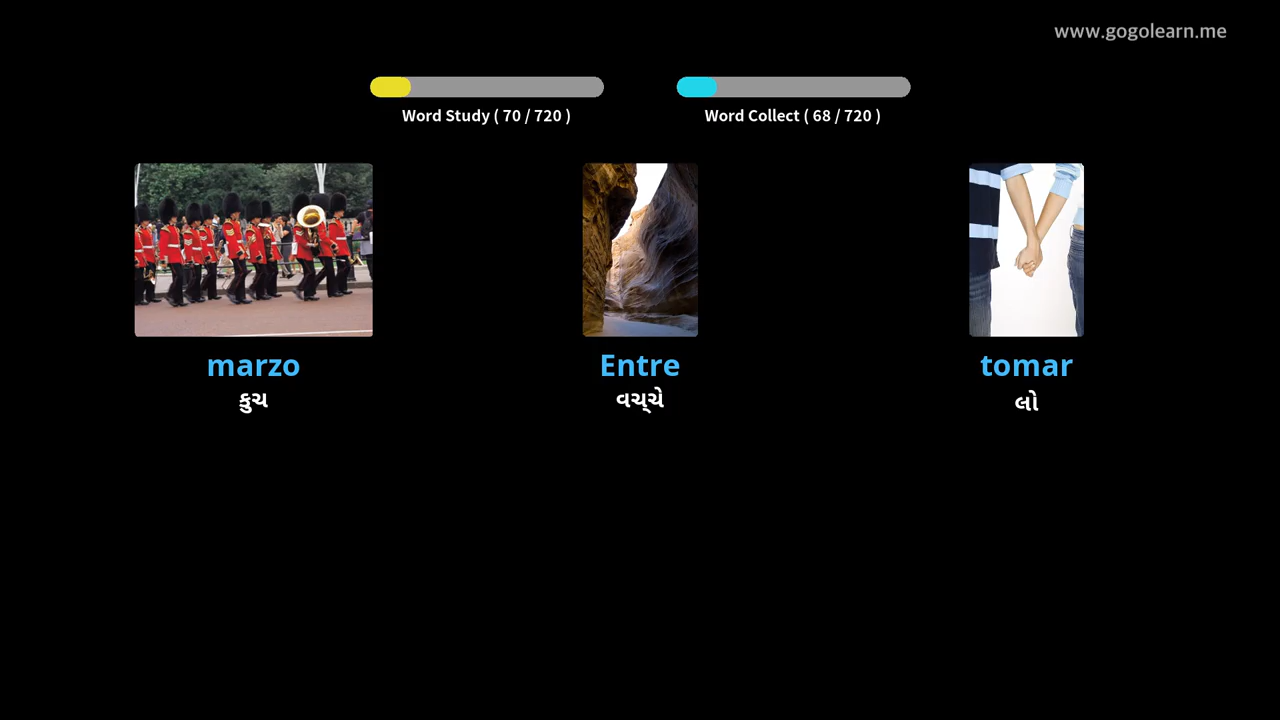 www.gogolearn.me
Word Study ( 70 / 720 )
Word Collect ( 68 / 720 )
marzo
કુચ
Entre
વચ્ચે
tomar
લો